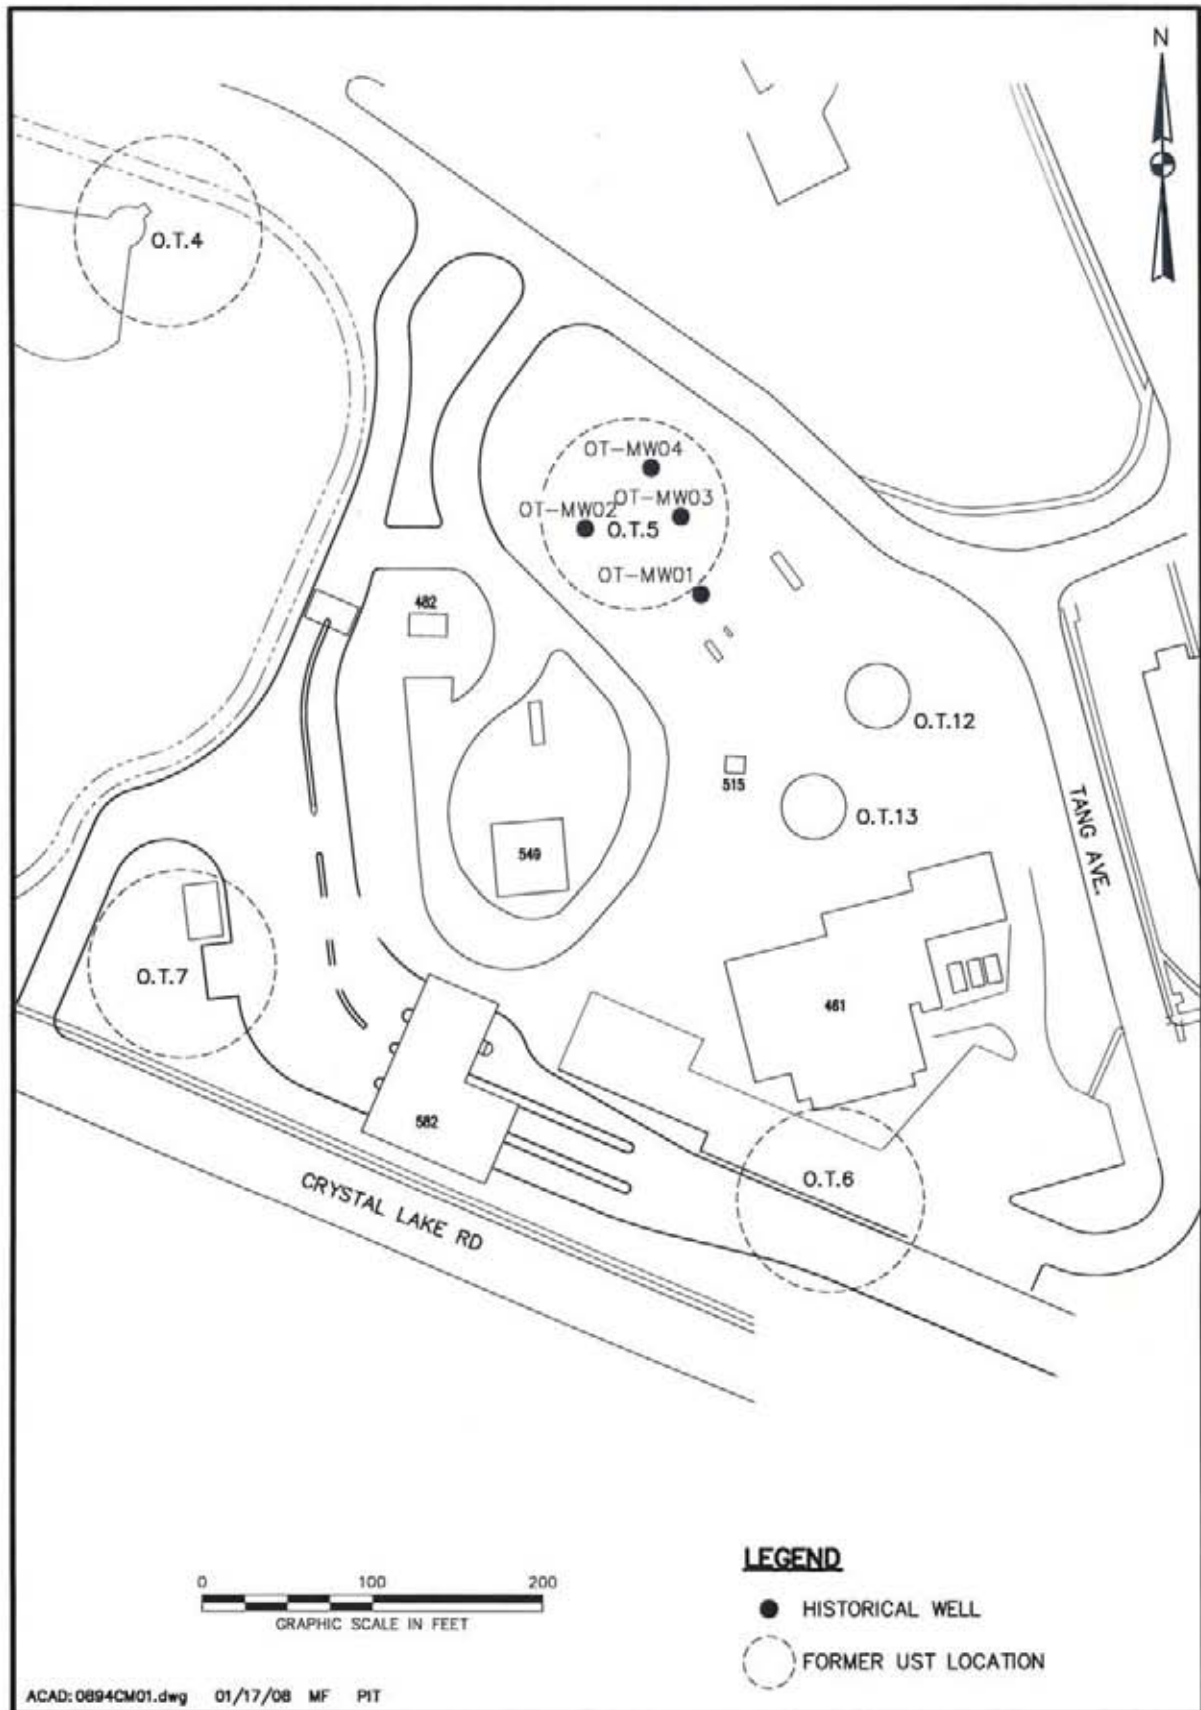 N
O.T.4
OT-MW04
OT-MW03
OT-MW02
O.T.5
OT-MW01
482
O.T.12
515
O.T.13
TANG AVE.
549
O.T.7
461
582
O.T.6
CRYSTAL LAKE RD
LEGEND
0 100 200
GRAPHIC SCALE IN FEET
HISTORICAL WELL
FORMER UST LOCATION
ACAD: 0894CM01.dwg 01/17/08 MF PIT